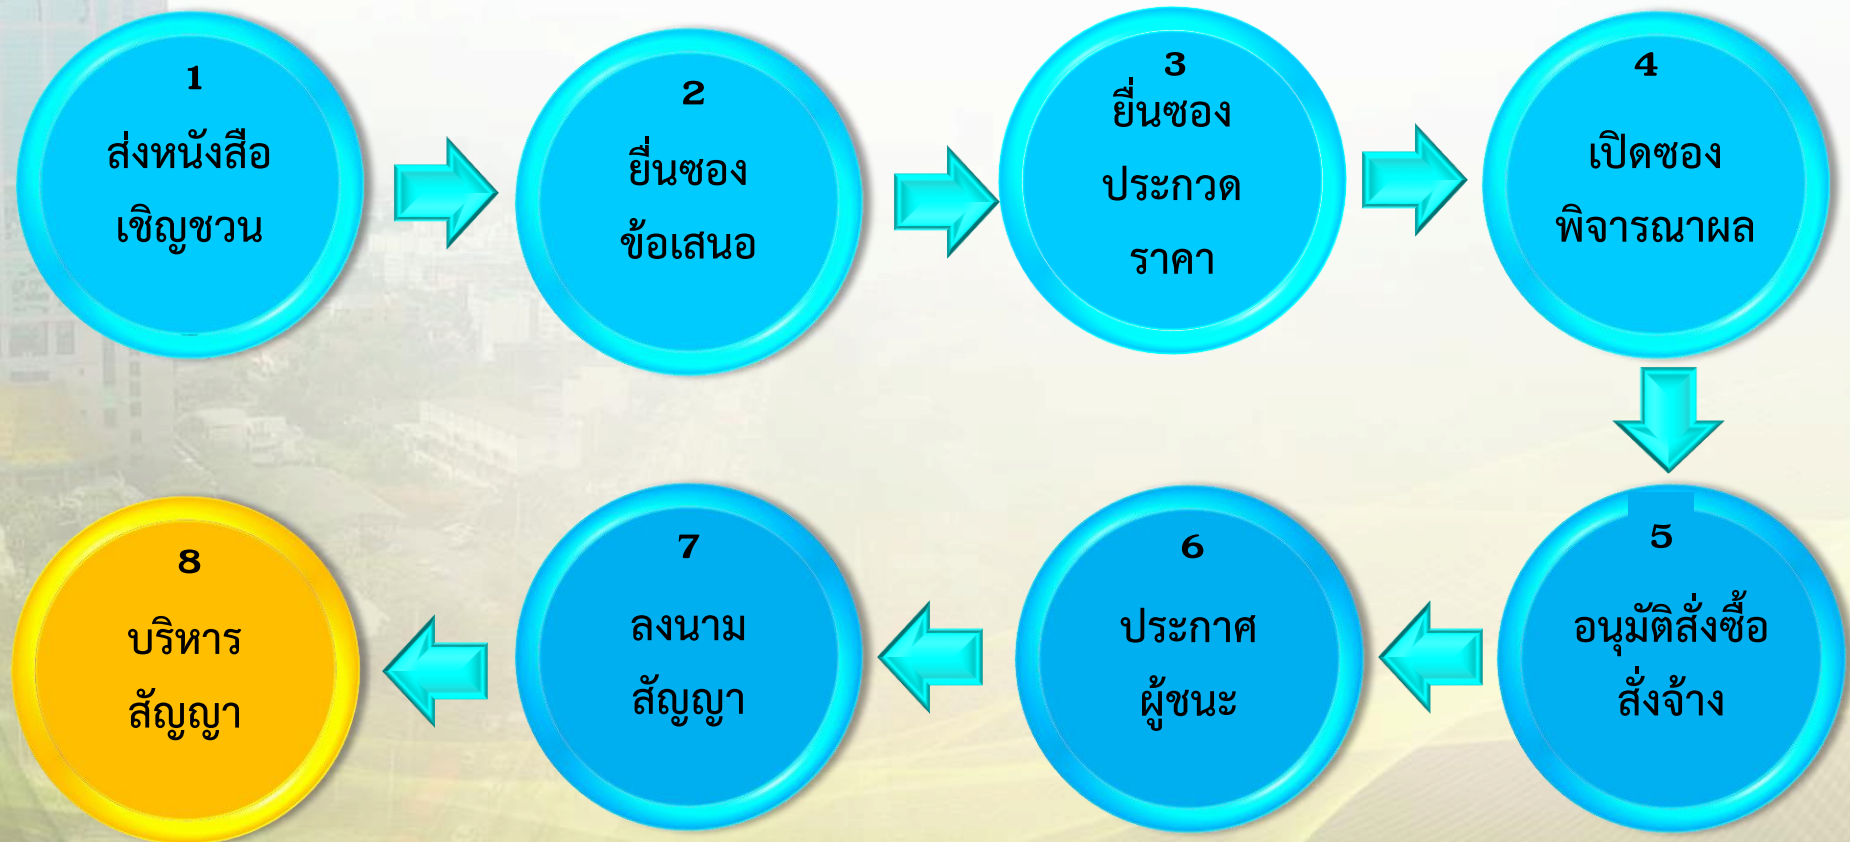 1
ส่งหนังสือ
เชิญชวน
2
ยื่นซอง
ข้อเสนอ
3
ยื่นซอง
ประกวด
ราคา
4
เปิดซอง
พิจารณาผล
5
อนุมัติสั่งซื้อ
สั่งจ้าง
6
ประกาศ
ผู้ชนะ
7
ลงนาม
สัญญา
8
บริหาร
สัญญา